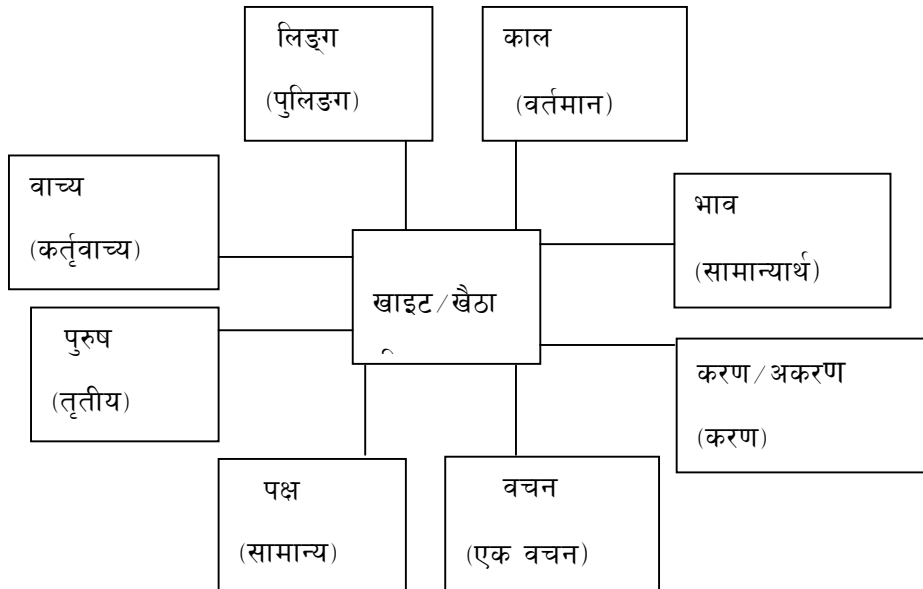 लिङ्ग
(पुलिङग)
काल
(वर्तमान)
वाच्य
(कर्तृवाच्य)
भाव
(सामान्यार्थ)
खाइट/खैठा
पुरुष
(तृतीय)
करण/अकरण
(करण)
पक्ष
(सामान्य)
वचन
(एक वचन)